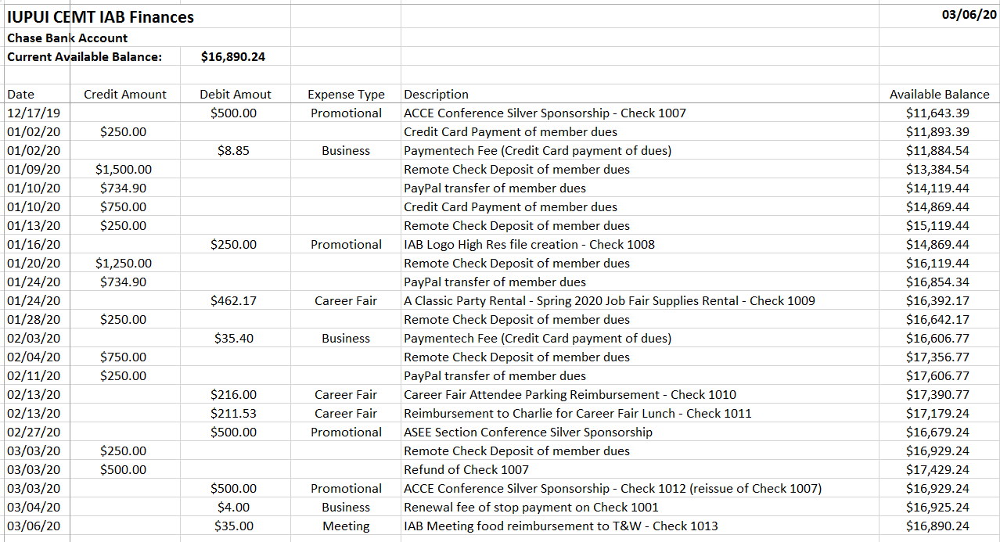 IUPUI CEMT IAB Finances 03/06/20
Chase Bank Account
Current Available Balance: $16,890.24
Date Credit Amount Debit Amout Expense Type Description Available Balance
12/17/19 $500.00 Promotional ACCE Conference Silver Sponsorship - Check 1007 $11,643.39
01/02/20 $250.00 Credit Card Payment of member dues $11,893.39
01/02/20 $8.85 Business Paymentech Fee (Credit Card payment of dues) $11,884.54
01/09/20 $1,500.00 Remote Check Deposit of member dues $13,384.54
01/10/20 $734.90 PayPal transfer of member dues $14,119.44
01/10/20 $750.00 Credit Card Payment of member dues $14,869.44
01/13/20 $250.00 Remote Check Deposit of member dues $15,119.44
01/16/20 $250.00 Promotional IAB Logo High Res file creation - Check 1008 $14,869.44
01/20/20 $1,250.00 Remote Check Deposit of member dues $16,119.44
01/24/20 $734.90 PayPal transfer of member dues $16,854.34
01/24/20 $462.17 Career Fair A Classic Party Rental - Spring 2020 Job Fair Supplies Rental - Check 1009 $16,392.17
01/28/20 $250.00 Remote Check Deposit of member dues $16,642.17
02/03/20 $35.40 Business Paymentech Fee (Credit Card payment of dues) $16,606.77
02/04/20 $750.00 Remote Check Deposit of member dues $17,356.77
02/11/20 $250.00 PayPal transfer of member dues $17,606.77
02/13/20 $216.00 Career Fair Career Fair Attendee Parking Reimbursement - Check 1010 $17,390.77
02/13/20 $211.53 Career Fair Reimbursement to Charlie for Career Fair Lunch - Check 1011 $17,179.24
02/27/20 $500.00 Promotional ASEE Section Conference Silver Sponsorship $16,679.24
03/03/20 $250.00 Remote Check Deposit of member dues $16,929.24
03/03/20 $500.00 Refund of Check 1007 $17,429.24
03/03/20 $500.00 Promotional ACCE Conference Silver Sponsorship - Check 1012 (reissue of Check 1007) $16,929.24
03/04/20 $4.00 Business Renewal fee of stop payment on Check 1001 $16,925.24
03/06/20 $35.00 Meeting IAB Meeting food reimbursement to T&W - Check 1013 $16,890.24